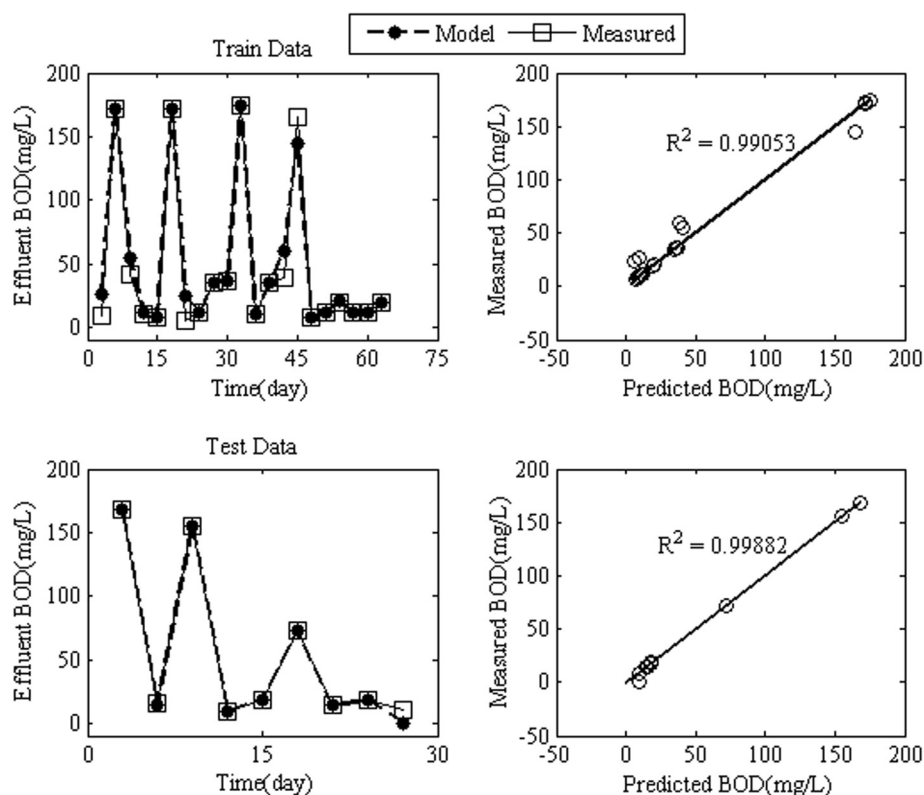 Model Measured
Train Data
200
150
100
50
0
Effluent BOD(mg/L)
0 15 30 45 60 75
Time(day)
200
150
100
50
0
-50
Measured BOD(mg/L)
R² = 0.99053
-50 0 50 100 150 200
Predicted BOD(mg/L)
Test Data
200
150
100
50
0
Effluent BOD(mg/L)
0 15 30
Time(day)
200
150
100
50
0
-50
Measured BOD(mg/L)
R² = 0.99882
-50 0 50 100 150 200
Predicted BOD(mg/L)